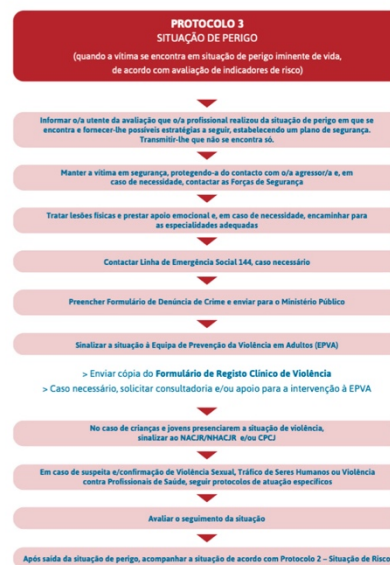 PROTOCOLO 3
SITUAÇÃO DE PERIGO
(quando a vítima se encontra em situação de perigo iminente de vida,
de acordo com avaliação de indicadores de risco)
Informar o/a utente da avaliação que o/a profissional realizou da situação de perigo em que se
encontra e fornecer-lhe possíveis estratégias a seguir, estabelecendo um plano de segurança.
Transmitir-lhe que não se encontra só.
Manter a vítima em segurança, protegendo-a do contacto com o/a agressor/a e, em
caso de necessidade, contactar as Forças de Segurança
Tratar lesões físicas e prestar apoio emocional e, em caso de necessidade, encaminhar para
as especialidades adequadas
Contactar Linha de Emergência Social 144, caso necessário
Preencher Formulário de Denúncia de Crime e enviar para o Ministério Público
Sinalizar a situação à Equipa de Prevenção da Violência em Adultos (EPVA)
> Enviar cópia do Formulário de Registo Clínico de Violência
> Caso necessário, solicitar consultadoria e/ou apoio para a intervenção à EPVA
No caso de crianças e jovens presenciarem a situação de violência,
sinalizar ao NACJR/NHACJR e/ou CPCJ
Em caso de suspeita e/confirmação de Violência Sexual, Tráfico de Seres Humanos ou Violência
contra Profissionais de Saúde, seguir protocolos de atuação específicos
Avaliar o seguimento da situação
Após saída da situação de perigo, acompanhar a situação de acordo com Protocolo 2 – Situação de Risco